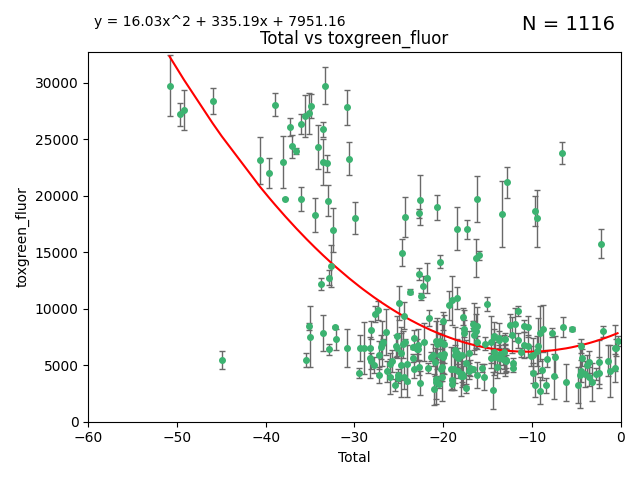 y = 16.03x^2 + 335.19x + 7951.16
N = 1116
Total vs toxgreen_fluor
30000
25000
20000
15000
10000
5000
0
toxgreen_fluor
−60
−50
−40
−30
−20
−10
0
Total